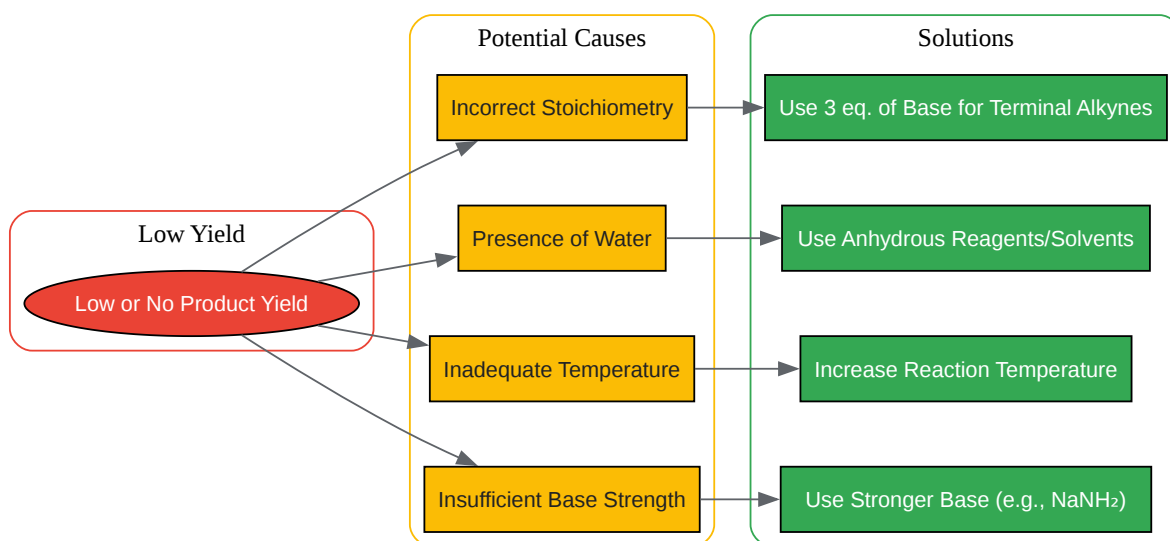 Potential Causes
Solutions
Incorrect Stoichiometry
Use 3 eq. of Base for Terminal Alkynes
Presence of Water
Use Anhydrous Reagents/Solvents
Low Yield
Low or No Product Yield
Inadequate Temperature
Increase Reaction Temperature
Insufficient Base Strength
Use Stronger Base (e.g., NaNH₂)